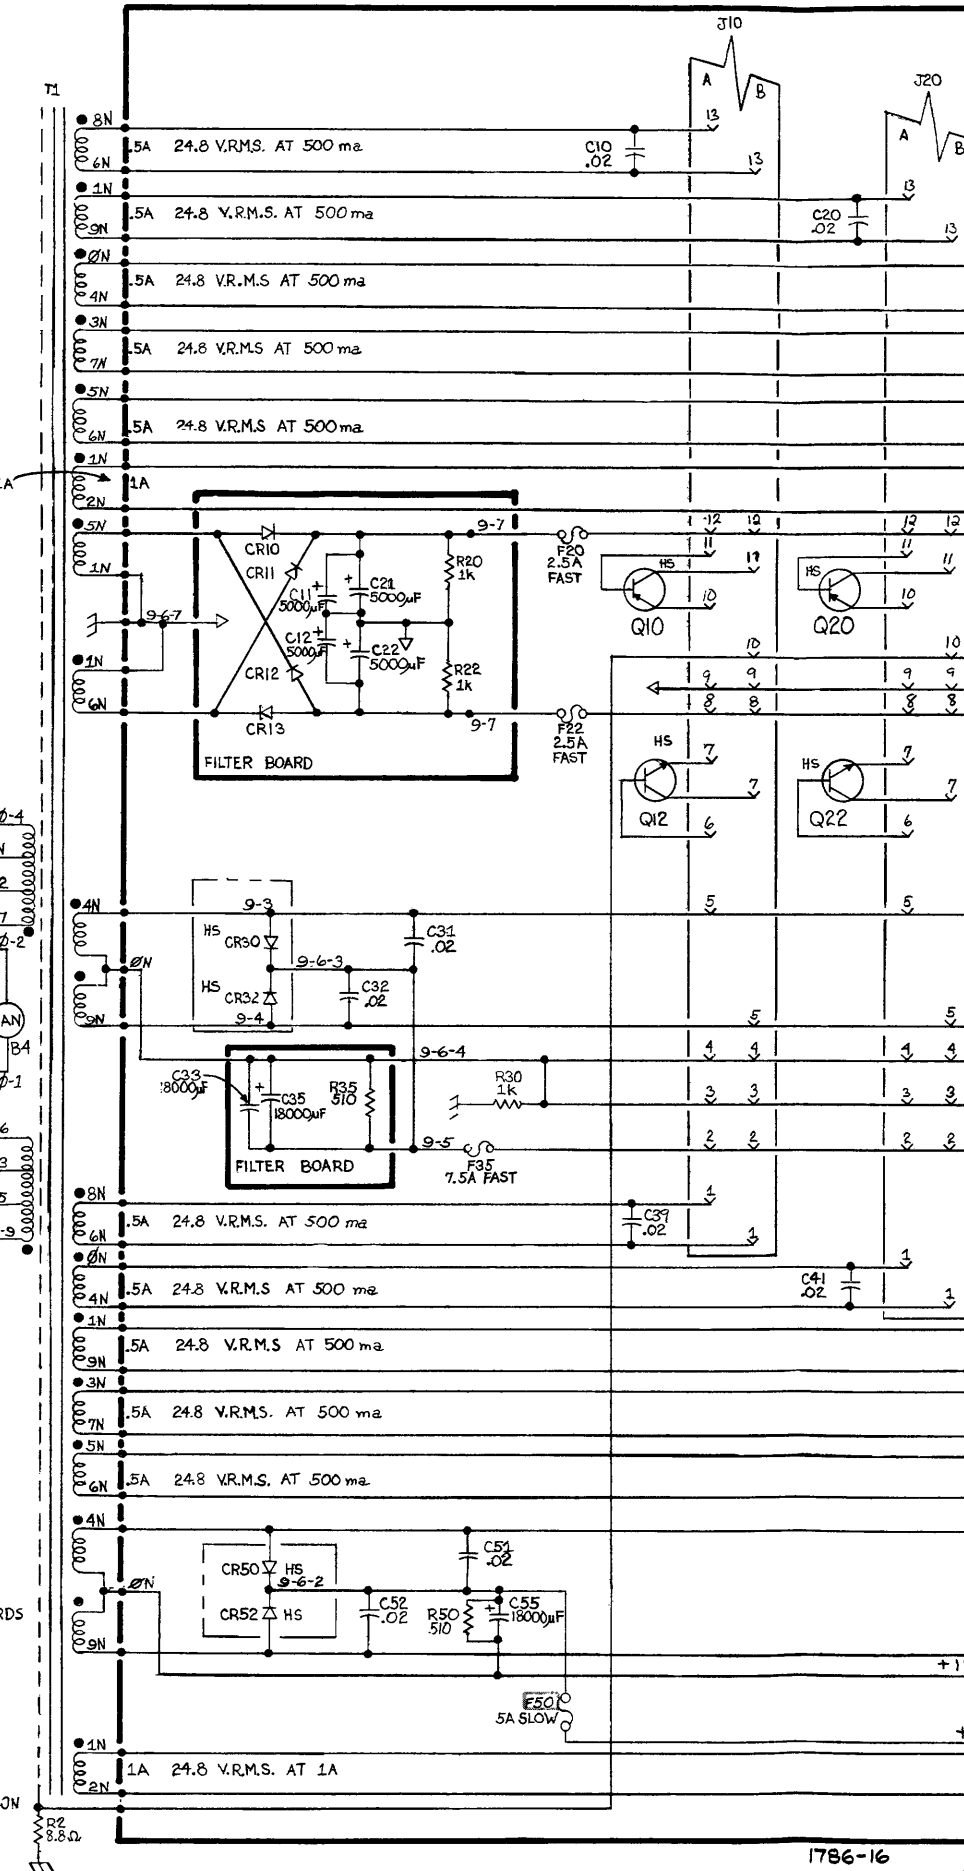 J10
T1
A
B
J20
A
B
8N
.5A
24.8 V.R.M.S. AT 500 ma
C10
.02
13
6N
13
1N
13
.5A
24.8 V.R.M.S. AT 500 ma
C20
.02
9N
13
ØN
.5A
24.8 V.R.M.S AT 500 ma
4N
3N
.5A
24.8 V.R.M.S AT 500 ma
7N
5N
.5A
24.8 V.R.M.S AT 500 ma
6N
1N
1A
2N
5N
9-7
12
12
12
12
CR10
F20
2.5A
FAST
R20
1k
11
HS
11
HS
11
11
CR11
C11
5000µF
C21
5000µF
1N
10
10
9-6-7
Q10
Q20
C12
5000µF
C22
5000µF
10
10
1N
CR12
R22
1k
9
9
9
9
6N
9-7
8
8
8
8
CR13
F22
2.5A
FAST
FILTER BOARD
HS
7
HS
7
7
7
Q12
6
Q22
6
Ø-4
Ø-2
4N
9-3
5
5
HS
CR30
C31
.02
ØN
9-6-3
HS
CR32
C32
.02
AN
B4
9N
9-4
5
5
9-6-4
4
4
4
4
Ø-1
C33
18000µF
C35
18000µF
R35
510
R30
1k
3
3
3
3
9-5
2
2
2
2
FILTER BOARD
F35
7.5A FAST
8N
1
.5A
24.8 V.R.M.S. AT 500 ma
C39
.02
6N
1
ØN
1
.5A
24.8 V.R.M.S AT 500 ma
C41
.02
4N
1
1N
.5A
24.8 V.R.M.S AT 500 ma
9N
3N
.5A
24.8 V.R.M.S. AT 500 ma
7N
5N
.5A
24.8 V.R.M.S. AT 500 ma
6N
4N
C51
.02
CR50
HS
ØN
9-6-2
CR52
HS
C52
.02
R50
510
C55
18000µF
RDS
9N
+1
F50
5A SLOW
1N
1A
24.8 V.R.M.S. AT 1A
2N
R2
8.8Ω
1786-16